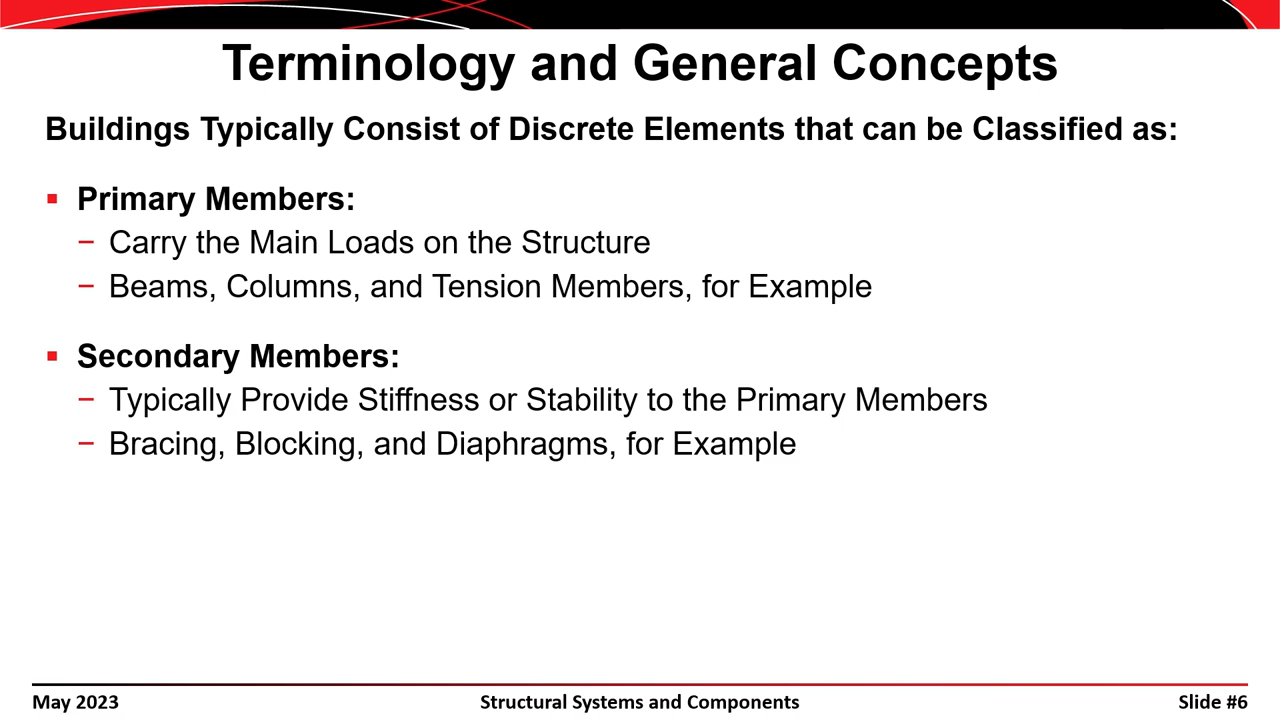 Terminology and General Concepts
Buildings Typically Consist of Discrete Elements that can be Classified as:
▪ Primary Members:
− Carry the Main Loads on the Structure
− Beams, Columns, and Tension Members, for Example
▪ Secondary Members:
− Typically Provide Stiffness or Stability to the Primary Members
− Bracing, Blocking, and Diaphragms, for Example
May 2023 Structural Systems and Components Slide #6